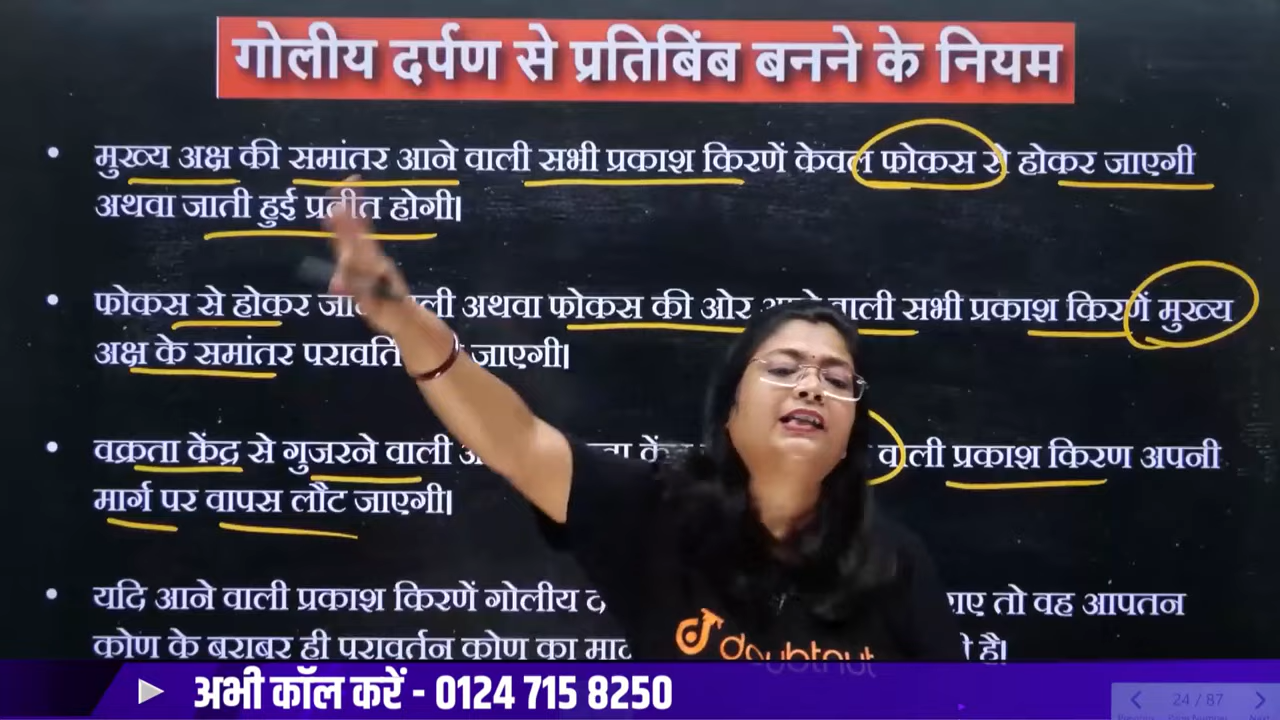 गोलीय दर्पण से प्रतिबिंब बनने के नियम
• मुख्य अक्ष की समांतर आने वाली सभी प्रकाश किरणें केवल फोकस से होकर जाएगी
अथवा जाती हुई प्रतीत होगी।
• फोकस से होकर अथवा फोकस की ओर वाली सभी प्रकाश किरणें मुख्य
अक्ष के समांतर जाएगी।
• वक्रता केंद्र से गुजरने वाली वाली प्रकाश किरण अपनी
मार्ग पर वापस लौट जाएगी।
• यदि आने वाली प्रकाश किरणें गोलीय तो वह आपतन
कोण के बराबर ही परावर्तन कोण का है।
doubtnut
अभी कॉल करें - 0124 715 8250
24 / 87